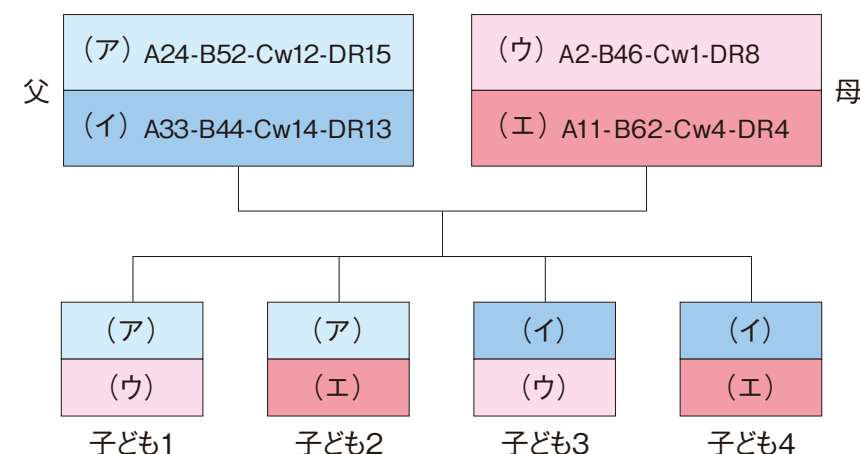 父
(ア) A24-B52-Cw12-DR15
(イ) A33-B44-Cw14-DR13
(ウ) A2-B46-Cw1-DR8
(エ) A11-B62-Cw4-DR4
母
(ア)
(ウ)
子ども1
(ア)
(エ)
子ども2
(イ)
(ウ)
子ども3
(イ)
(エ)
子ども4